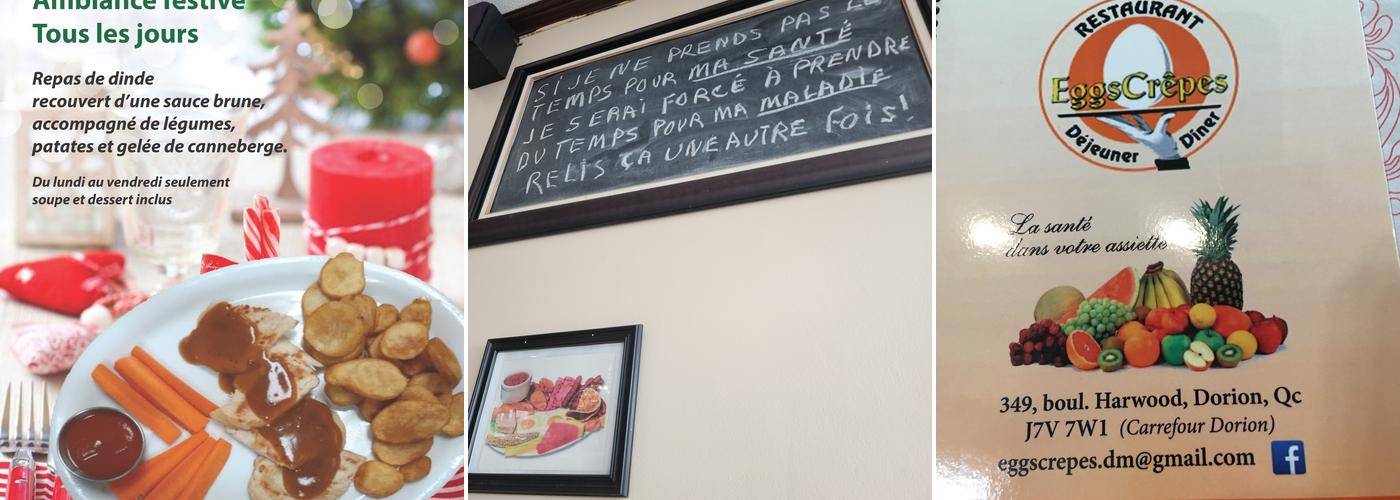 Ambiance festive
Tous les jours
Repas de dinde
recouvert d'une sauce brune,
accompagné de légumes,
patates et gelée de canneberge.
Du lundi au vendredi seulement
soupe et dessert inclus
SI JE NE PRENDS PAS LE
TEMPS POUR MA SANTÉ
JE SERAI FORCÉ À PRENDRE
DU TEMPS POUR MA MALADIE
RELIS ÇA UNE AUTRE FOIS!
RESTAURANT
EggsCrêpes
Déjeuner Dîner
La santé
dans votre assiette
349, boul. Harwood, Dorion, Qc
J7V 7W1 (Carrefour Dorion)
eggscrepes.dm@gmail.com f